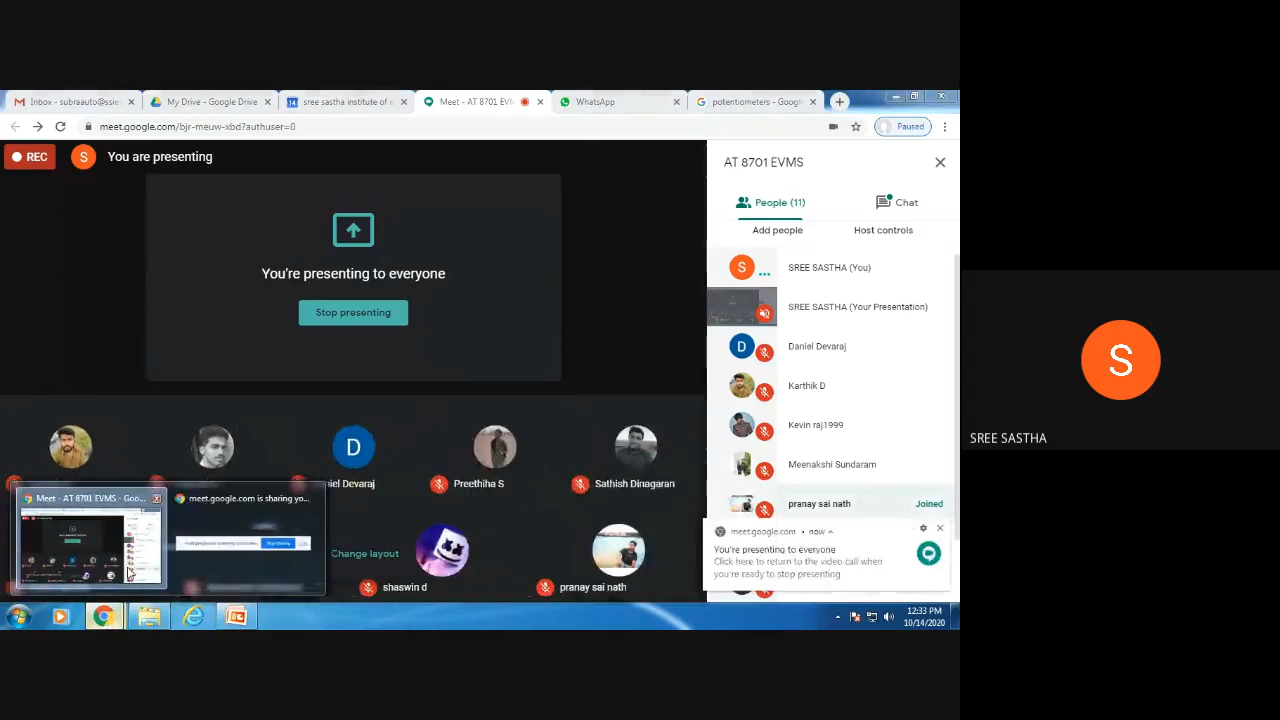 Inbox - subraauto@ssie
My Drive - Google Drive
14
sree sastha institute of e
Meet - AT 8701 EVM
WhatsApp
potentiometers - Googl
meet.google.com/bjr-meuw-xbd?authuser=0
Paused
REC
S
You are presenting
AT 8701 EVMS
People (11)
Chat
Add people
Host controls
You're presenting to everyone
Stop presenting
S
SREE SASTHA (You)
SREE SASTHA (Your Presentation)
D
Daniel Devaraj
Karthik D
Kevin raj1999
Meenakshi Sundaram
pranay sai nath
Joined
D
niel Devaraj
Preethiha S
Sathish Dinagaran
Meet - AT 8701 EVMS - Goo...
meet.google.com is sharing yo...
Change layout
shaswin d
pranay sai nath
meet.google.com • now
You're presenting to everyone
Click here to return to the video call when
you're ready to stop presenting
12:33 PM
10/14/2020
S
SREE SASTHA